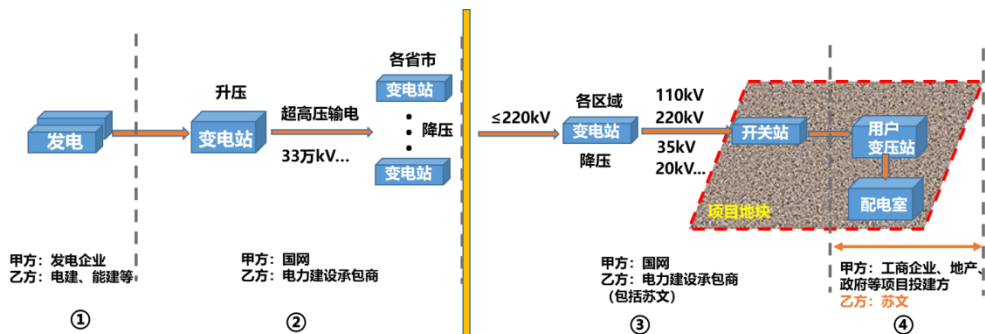 发电
升压
变电站
超高压输电
33万kV...
各省市
变电站
降压
变电站
≤220kV
各区域
变电站
降压
110kV
220kV
35kV
20kV...
开关站
用户
变压站
配电室
项目地块
甲方：发电企业
乙方：电建、能建等
①
甲方：国网
乙方：电力建设承包商
②
甲方：国网
乙方：电力建设承包商
（包括苏文）
③
甲方：工商企业、地产、
政府等项目投建方
乙方：苏文
④